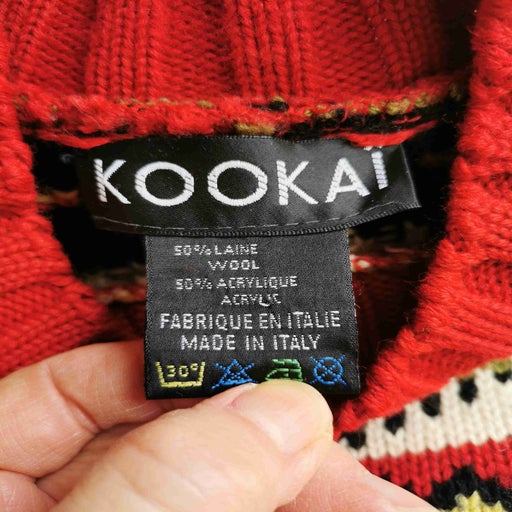 KOOKAÏ
50% LAINE
WOOL
50% ACRYLIQUE
ACRYLIC
FABRIQUE EN ITALIE
MADE IN ITALY
30°